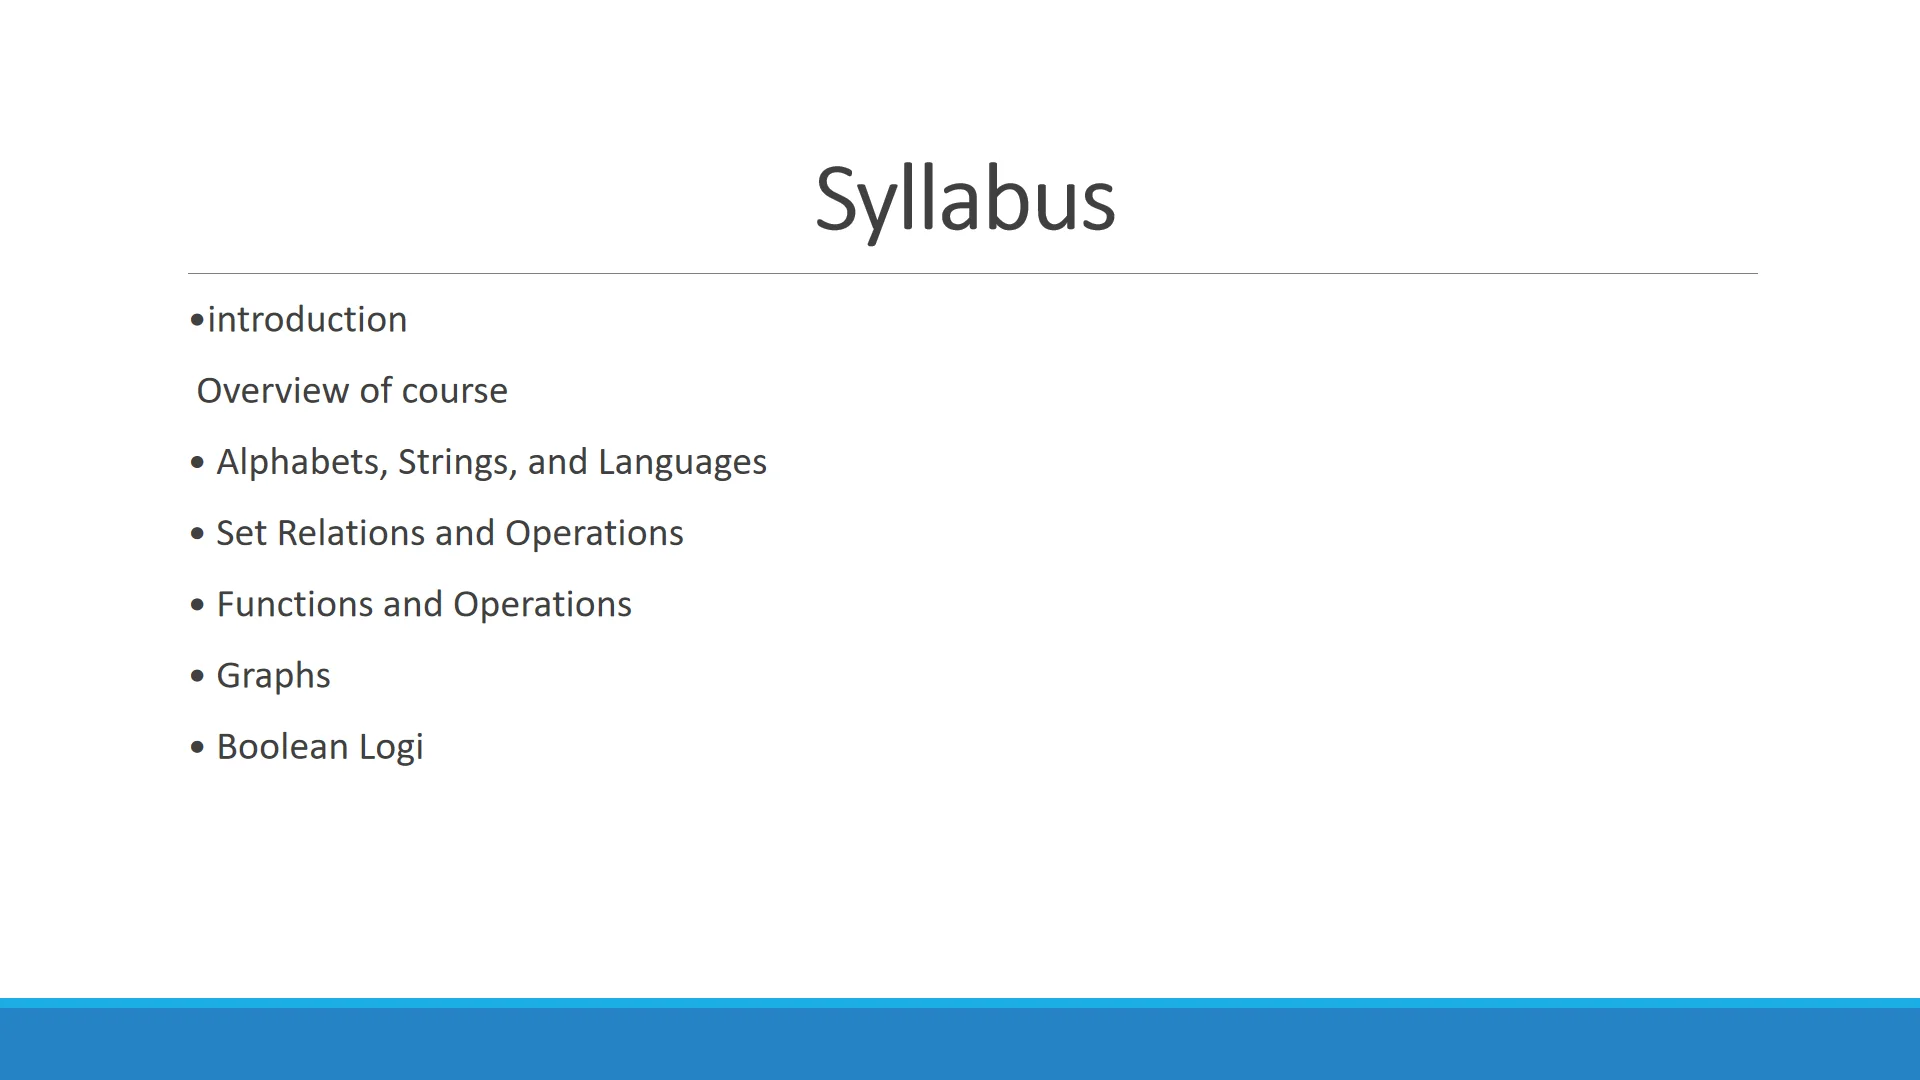 Syllabus
•introduction
Overview of course
• Alphabets, Strings, and Languages
• Set Relations and Operations
• Functions and Operations
• Graphs
• Boolean Logi